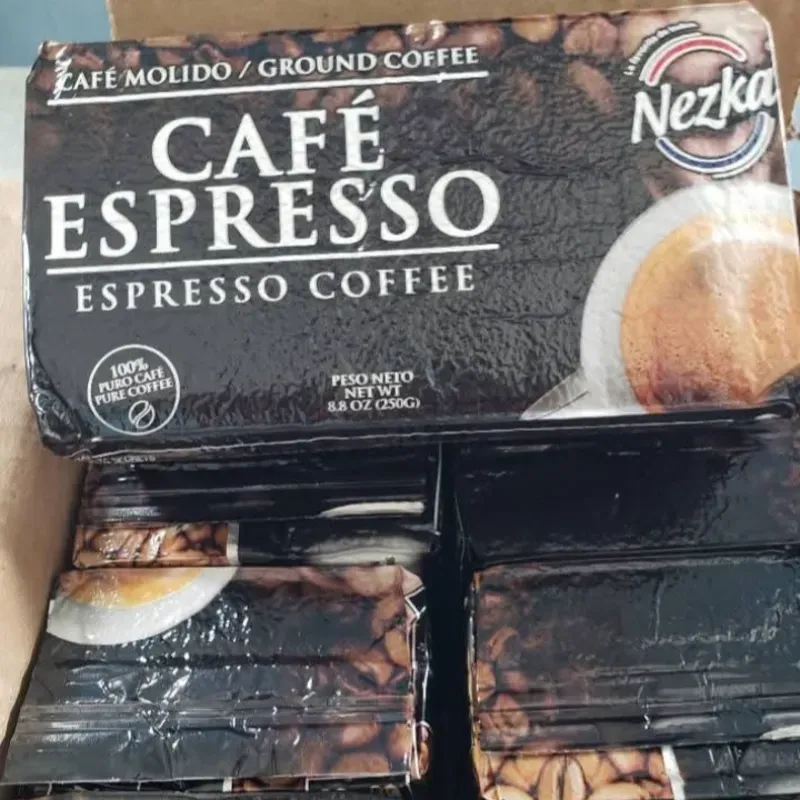 CAFÉ MOLIDO / GROUND COFFEE
Nezka
CAFÉ
ESPRESSO
ESPRESSO COFFEE
100%
PURO CAFÉ
PURE COFFEE
PESO NETO
NET WT
8.8 OZ (250G)